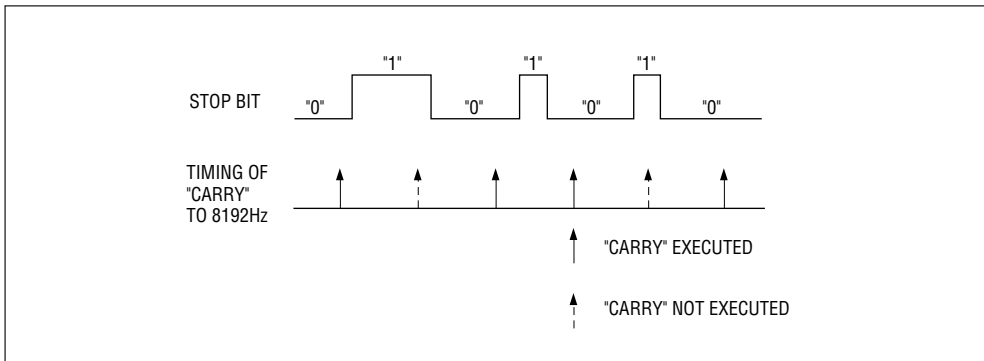 "1" "1" "1"
STOP BIT "0" "0" "0" "0"
TIMING OF
"CARRY"
TO 8192Hz
"CARRY" EXECUTED
"CARRY" NOT EXECUTED